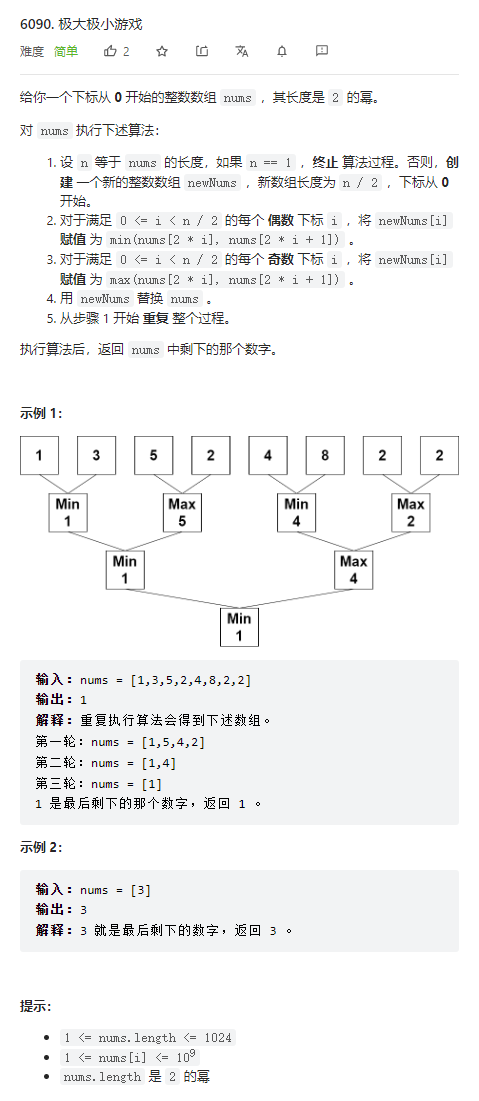 6090. 极大极小游戏
难度 简单 2
给你一个下标从 0 开始的整数数组 nums ，其长度是 2 的幂。
对 nums 执行下述算法：
1. 设 n 等于 nums 的长度，如果 n == 1 ，终止 算法过程。否则，创
建 一个新的整数数组 newNums ，新数组长度为 n / 2 ，下标从 0
开始。
2. 对于满足 0 <= i < n / 2 的每个 偶数 下标 i ，将 newNums[i]
赋值 为 min(nums[2 * i], nums[2 * i + 1]) 。
3. 对于满足 0 <= i < n / 2 的每个 奇数 下标 i ，将 newNums[i]
赋值 为 max(nums[2 * i], nums[2 * i + 1]) 。
4. 用 newNums 替换 nums 。
5. 从步骤 1 开始 重复 整个过程。
执行算法后，返回 nums 中剩下的那个数字。
示例 1：
1 3 5 2 4 8 2 2
Min Max Min Max
1 5 4 2
Min Max
1 4
Min
1
输入：nums = [1,3,5,2,4,8,2,2]
输出：1
解释：重复执行算法会得到下述数组。
第一轮：nums = [1,5,4,2]
第二轮：nums = [1,4]
第三轮：nums = [1]
1 是最后剩下的那个数字，返回 1 。
示例 2：
输入：nums = [3]
输出：3
解释：3 就是最后剩下的数字，返回 3 。
提示：
1 <= nums.length <= 1024
1 <= nums[i] <= 10⁹
nums.length 是 2 的幂